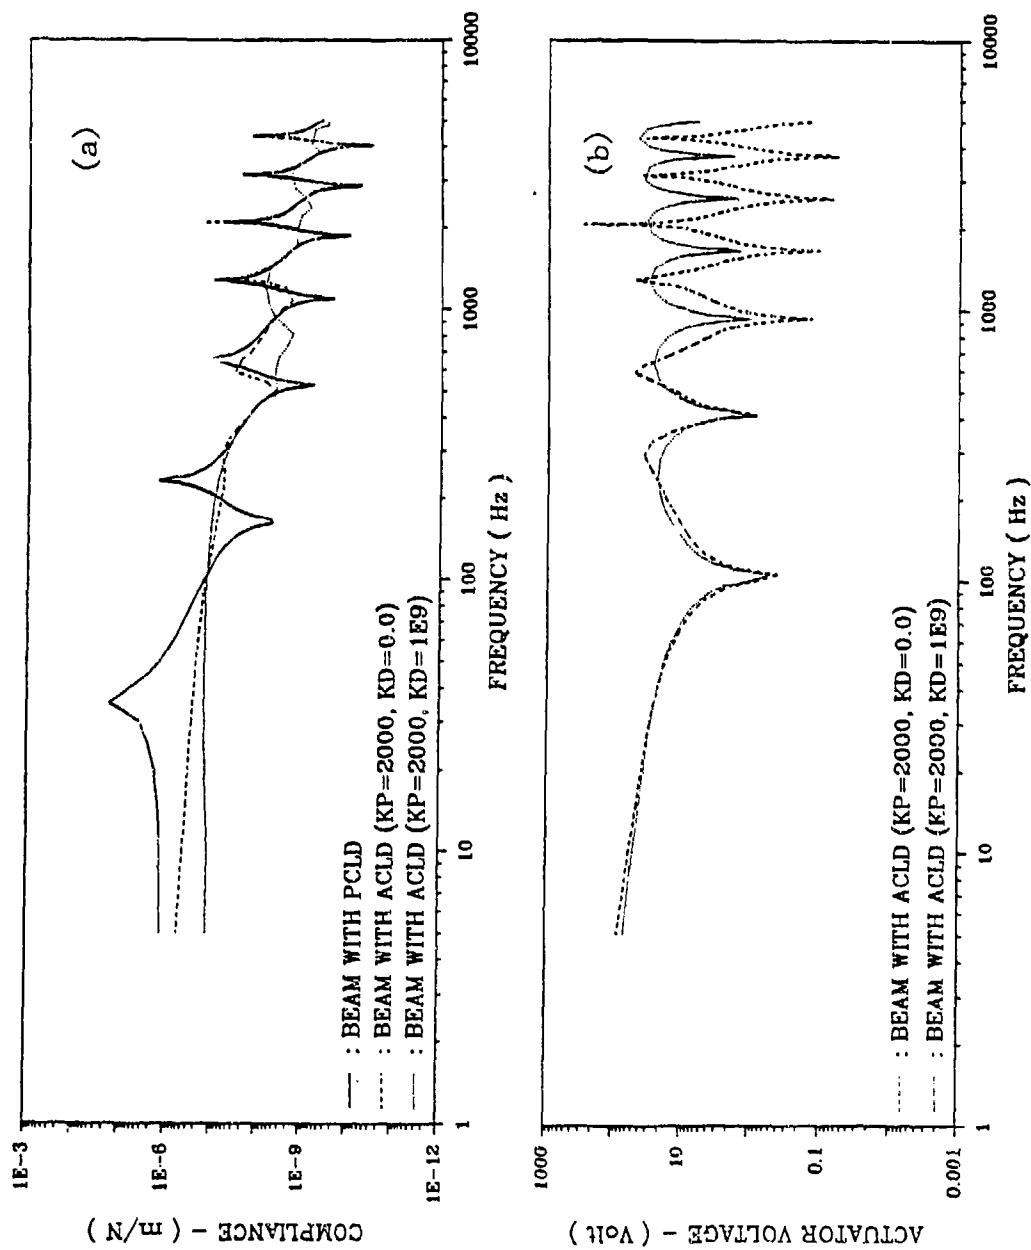 (a)
COMPLIANCE - ( m/N )
1E-3
1E-6
1E-9
1E-12
1
10
100
1000
10000
FREQUENCY ( Hz )
: BEAM WITH PCLD
: BEAM WITH ACLD (KP=2000, KD=0.0)
: BEAM WITH ACLD (KP=2000, KD=1E9)
(b)
ACTUATOR VOLTAGE - ( Volt )
1000
10
0.1
0.001
1
10
100
1000
10000
FREQUENCY ( Hz )
: BEAM WITH ACLD (KP=2000, KD=0.0)
: BEAM WITH ACLD (KP=2000, KD=1E9)